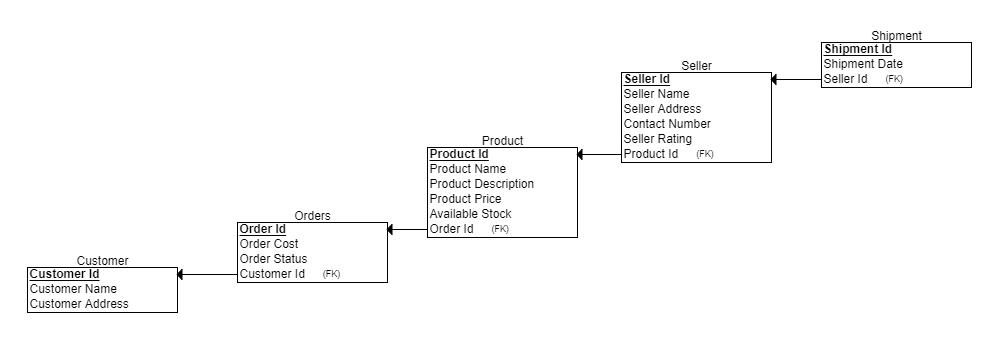 Customer
Customer Id
Customer Name
Customer Address
Orders
Order Id
Order Cost
Order Status
Customer Id (FK)
Product
Product Id
Product Name
Product Description
Product Price
Available Stock
Order Id (FK)
Seller
Seller Id
Seller Name
Seller Address
Contact Number
Seller Rating
Product Id (FK)
Shipment
Shipment Id
Shipment Date
Seller Id (FK)